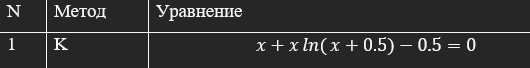 N Метод Уравнение
1 K x + x ln( x + 0.5) − 0.5 = 0